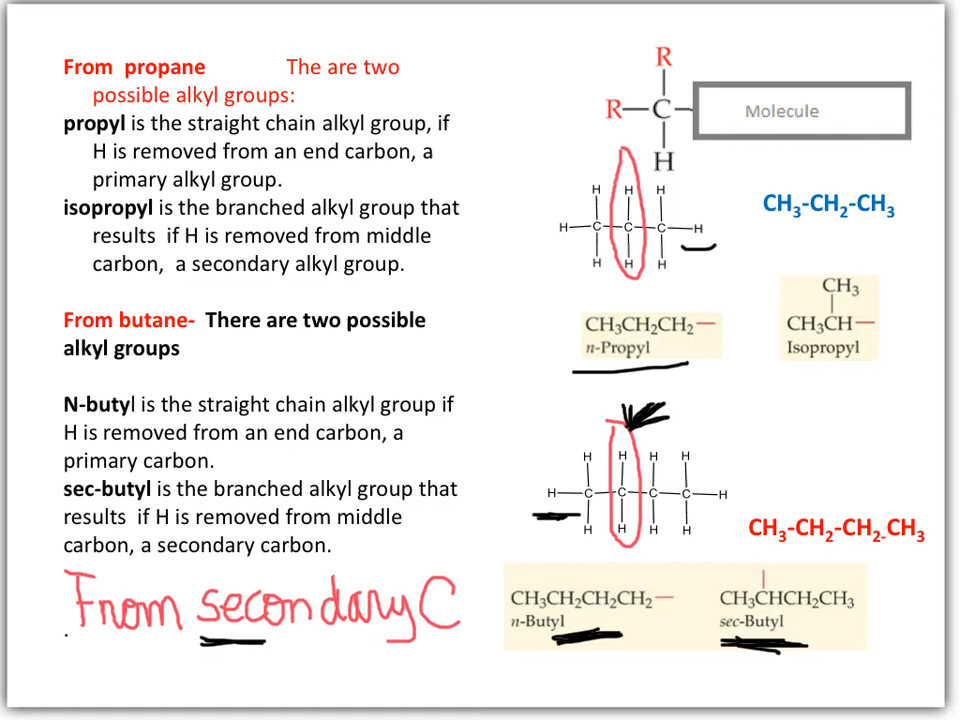 From propane The are two
possible alkyl groups:
propyl is the straight chain alkyl group, if
H is removed from an end carbon, a
primary alkyl group.
isopropyl is the branched alkyl group that
results if H is removed from middle
carbon, a secondary alkyl group.
From butane- There are two possible
alkyl groups
N-butyl is the straight chain alkyl group if
H is removed from an end carbon, a
primary carbon.
sec-butyl is the branched alkyl group that
results if H is removed from middle
carbon, a secondary carbon.
From secondary C
.
R
R—C— Molecule
H
H H H
H—C—C—C—H
H H H
CH3-CH2-CH3
CH3CH2CH2—
n-Propyl
CH3
CH3CH—
Isopropyl
H H H H
H—C—C—C—C—H
H H H H
CH3-CH2-CH2-CH3
CH3CH2CH2CH2—
n-Butyl
CH3CHCH2CH3
sec-Butyl